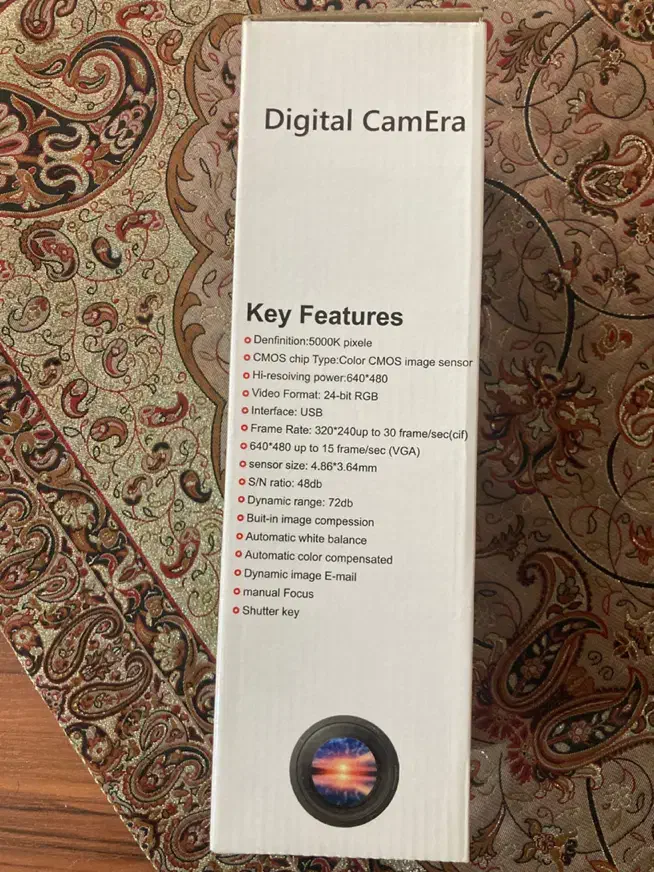 Digital CamEra
Key Features
Denfinition:5000K pixele
CMOS chip Type:Color CMOS image sensor
Hi-resoiving power:640*480
Video Format: 24-bit RGB
Interface: USB
Frame Rate: 320*240up to 30 frame/sec(cif)
640*480 up to 15 frame/sec (VGA)
sensor size: 4.86*3.64mm
S/N ratio: 48db
Dynamic range: 72db
Buit-in image compession
Automatic white balance
Automatic color compensated
Dynamic image E-mail
manual Focus
Shutter key